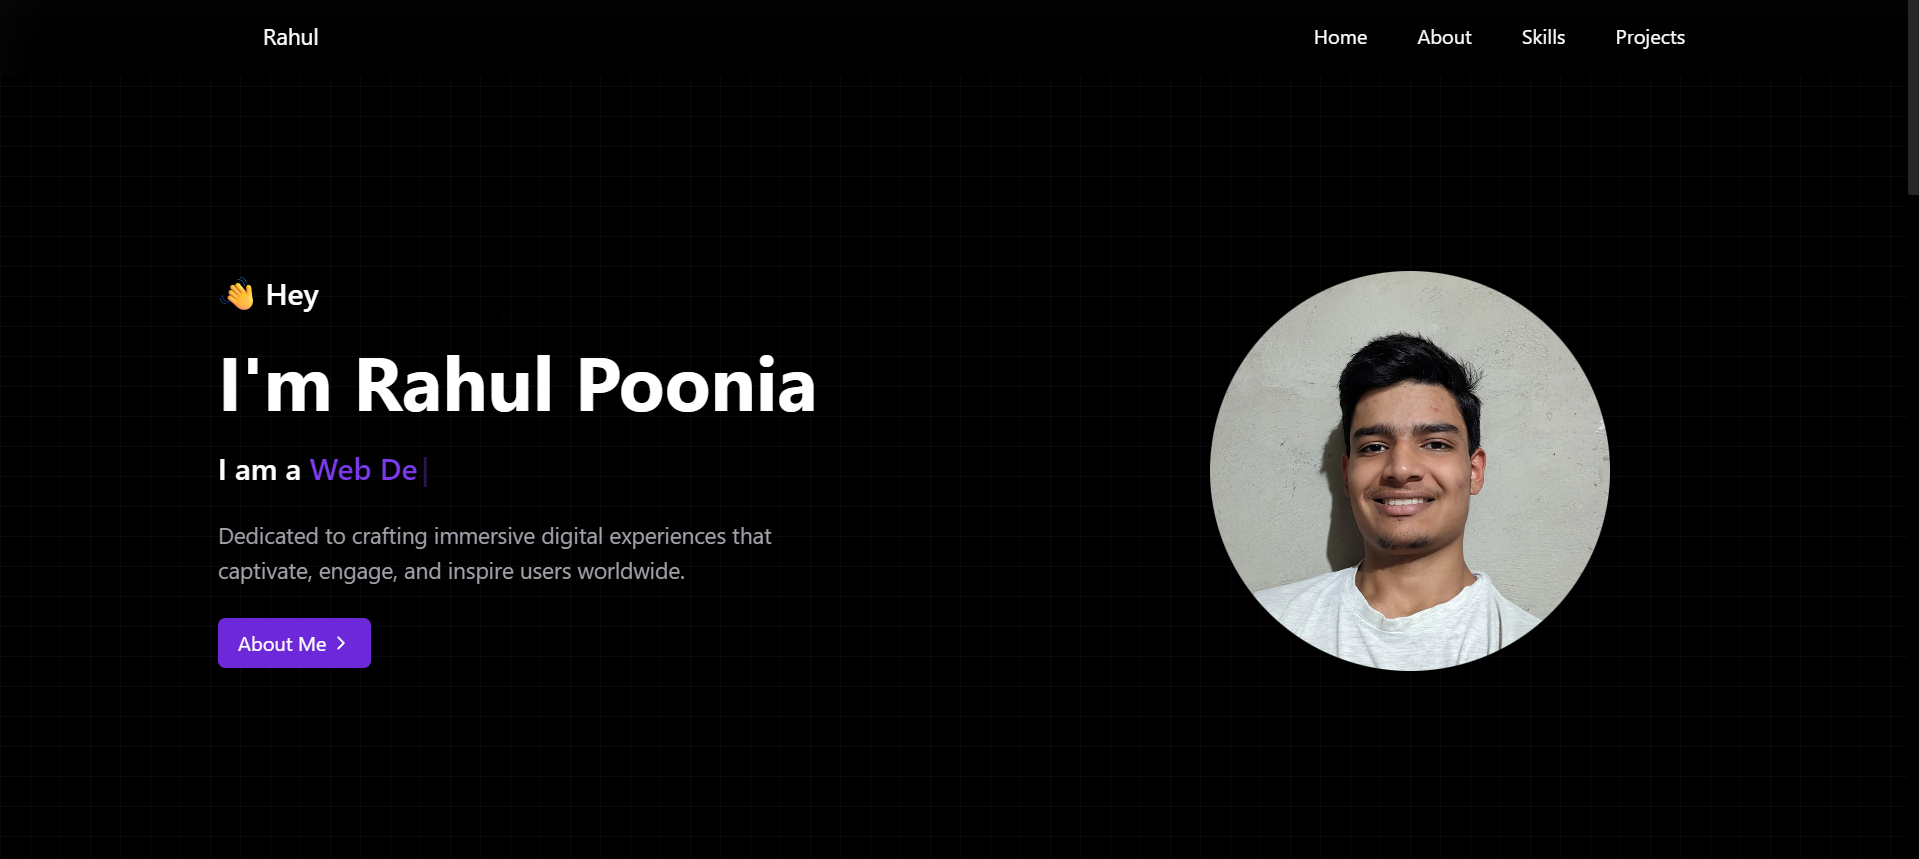 Rahul
Home About Skills Projects
👋 Hey
I'm Rahul Poonia
I am a Web De|
Dedicated to crafting immersive digital experiences that
captivate, engage, and inspire users worldwide.
About Me >